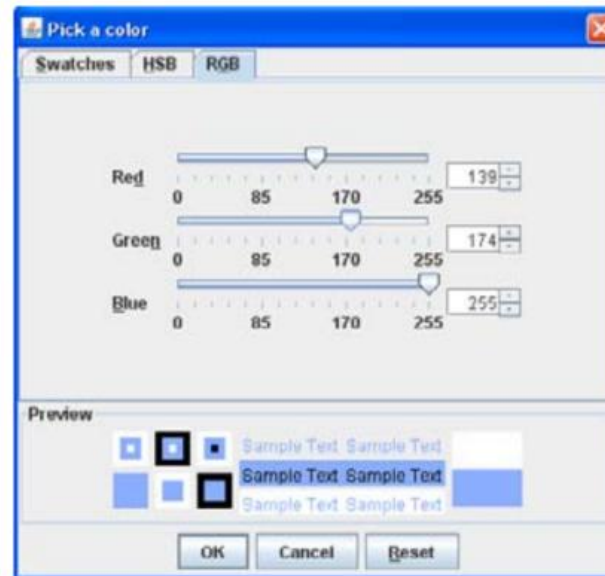 Pick a color
Swatches HSB RGB
Red 139
0 85 170 255
Green 174
0 85 170 255
Blue 255
0 85 170 255
Preview
Sample Text Sample Text
Sample Text Sample Text
Sample Text Sample Text
OK Cancel Reset